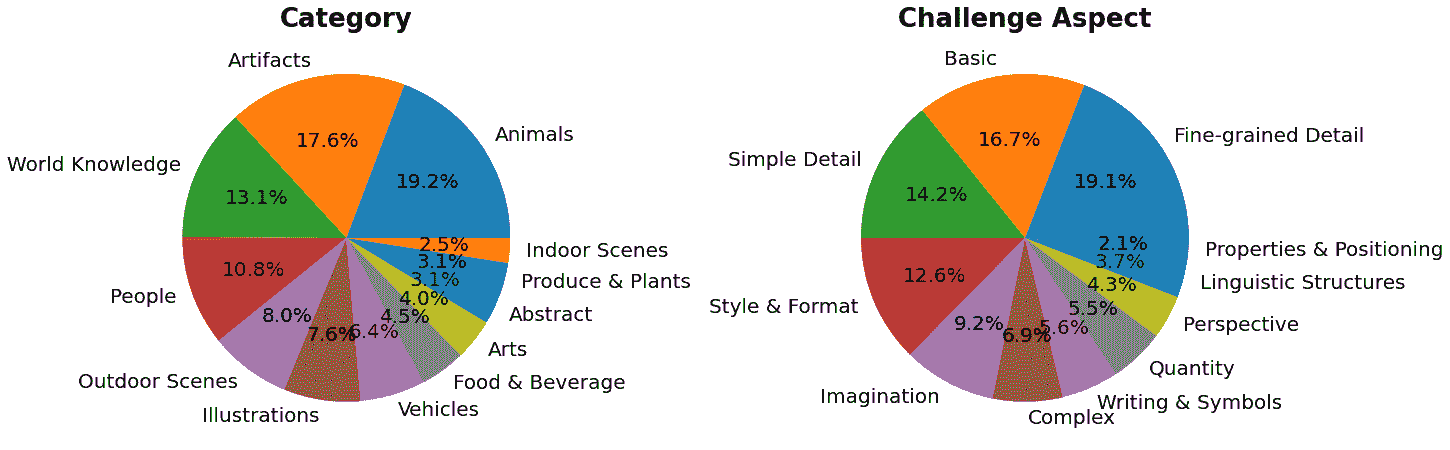 Category
Artifacts
Animals
World Knowledge
17.6%
19.2%
13.1%
2.5%
Indoor Scenes
3.1%
Produce & Plants
10.8%
3.1%
People
4.0%
Abstract
8.0%
4.5%
7.6%
6.4%
Arts
Outdoor Scenes
Food & Beverage
Illustrations
Vehicles
Challenge Aspect
Basic
Fine-grained Detail
Simple Detail
16.7%
19.1%
14.2%
2.1%
Properties & Positioning
3.7%
12.6%
4.3%
Linguistic Structures
Style & Format
5.5%
Perspective
9.2%
5.6%
6.9%
Quantity
Imagination
Writing & Symbols
Complex